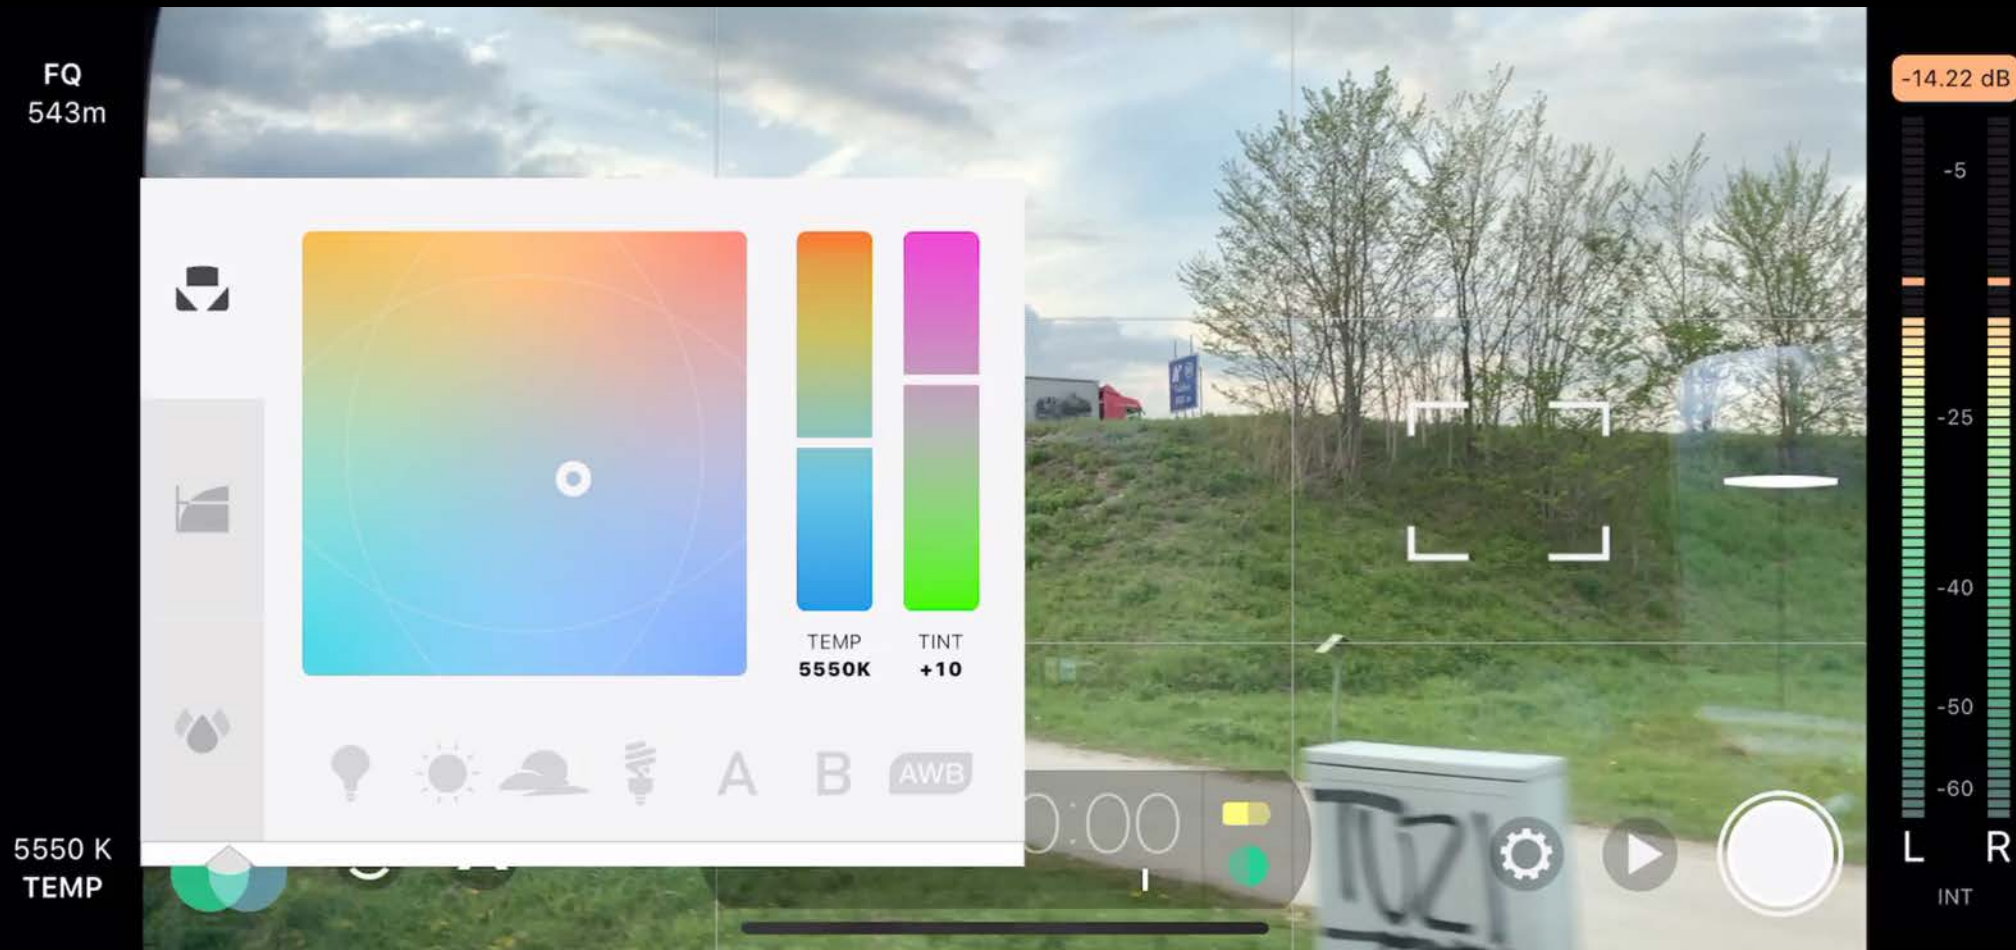 FQ
543m
-14.22 dB
-5
-25
-40
-50
-60
L R
INT
TEMP TINT
5550K +10
A B AWB
0:00
5550 K
TEMP